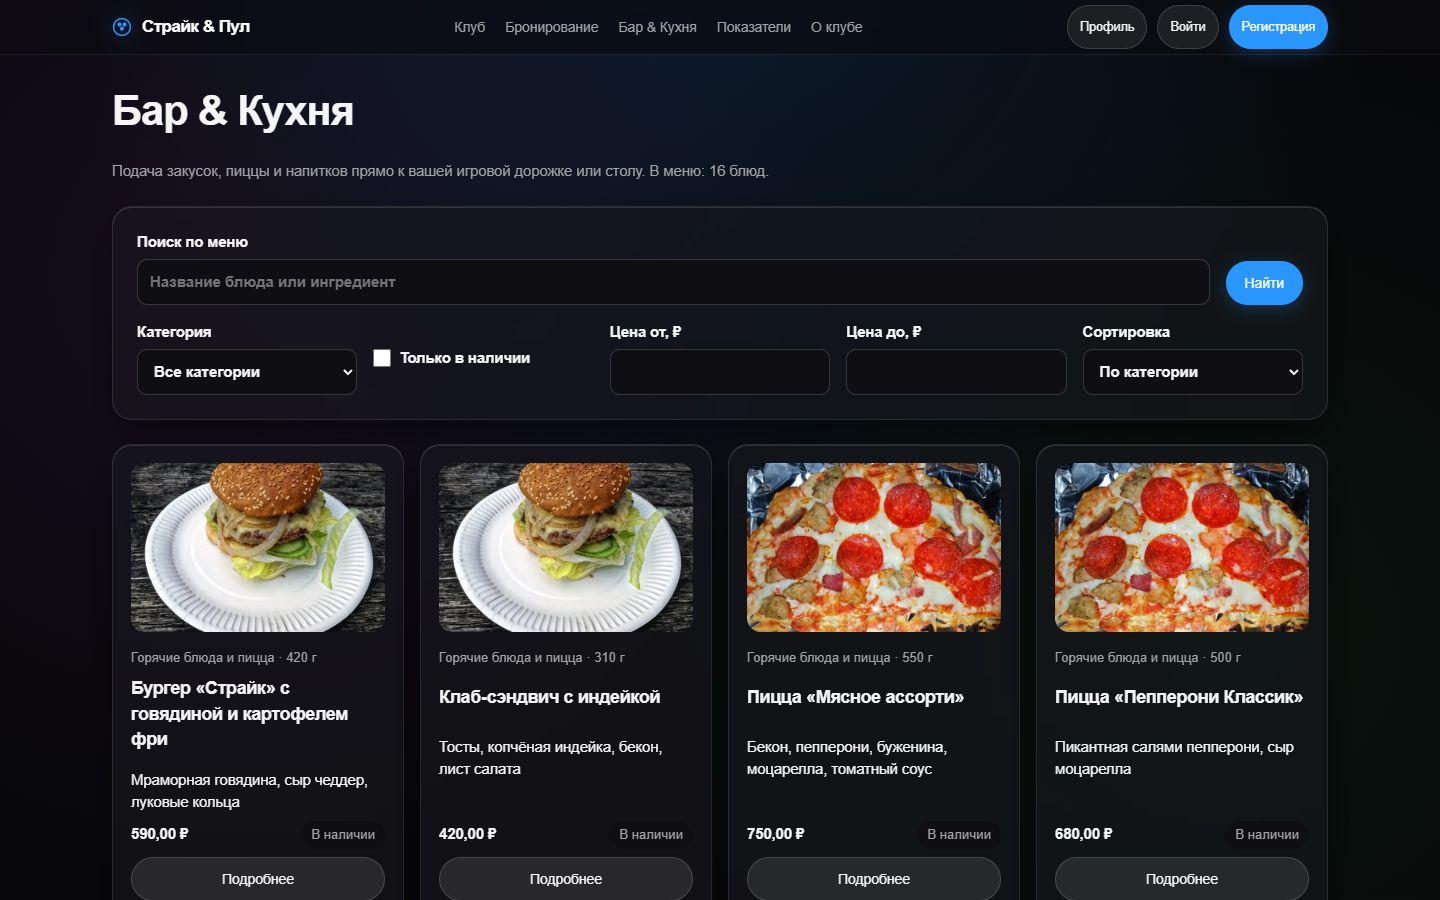 Страйк & Пул
Клуб
Бронирование
Бар & Кухня
Показатели
О клубе
Профиль
Войти
Регистрация
Бар & Кухня
Подача закусок, пиццы и напитков прямо к вашей игровой дорожке или столу. В меню: 16 блюд.
Поиск по меню
Название блюда или ингредиент
Найти
Категория
Все категории
Только в наличии
Цена от, ₽
Цена до, ₽
Сортировка
По категории
Горячие блюда и пицца · 420 г
Бургер «Страйк» с
говядиной и картофелем
фри
Мраморная говядина, сыр чеддер,
луковые кольца
590,00 ₽
В наличии
Подробнее
Горячие блюда и пицца · 310 г
Клаб-сэндвич с индейкой
Тосты, копчёная индейка, бекон,
лист салата
420,00 ₽
В наличии
Подробнее
Горячие блюда и пицца · 550 г
Пицца «Мясное ассорти»
Бекон, пепперони, буженина,
моцарелла, томатный соус
750,00 ₽
В наличии
Подробнее
Горячие блюда и пицца · 500 г
Пицца «Пепперони Классик»
Пикантная салями пепперони, сыр
моцарелла
680,00 ₽
В наличии
Подробнее